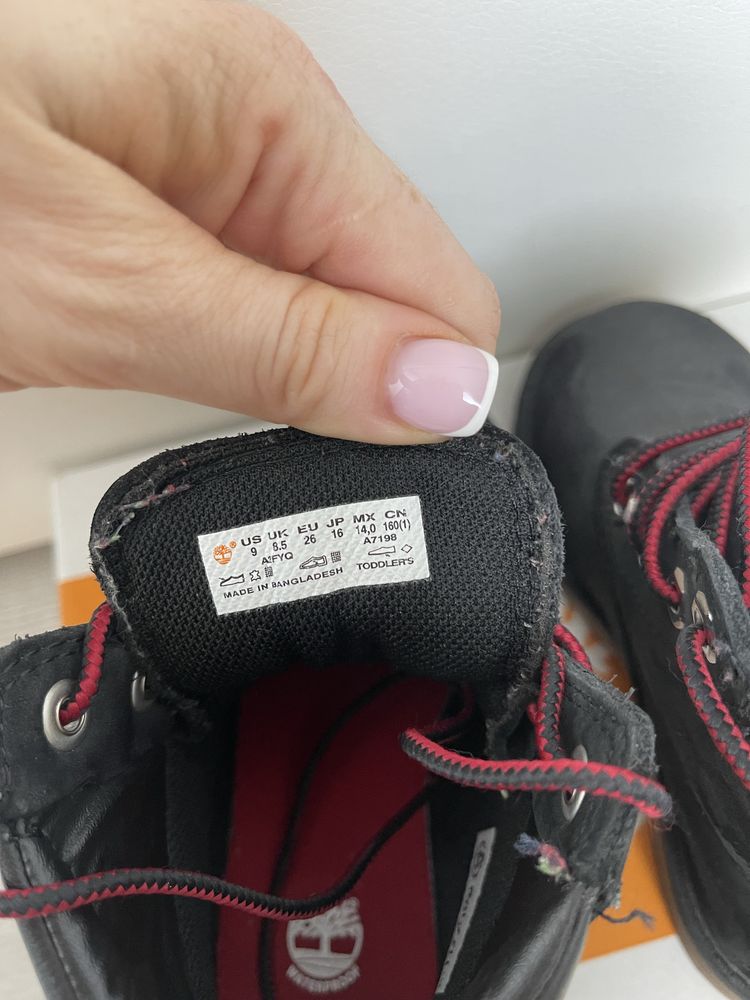 US UK EU JP MX CN
9 8.5 26 16 14,0 160(1)
A2FYQ A7198
MADE IN BANGLADESH TODDLER'S
WATERPROOF